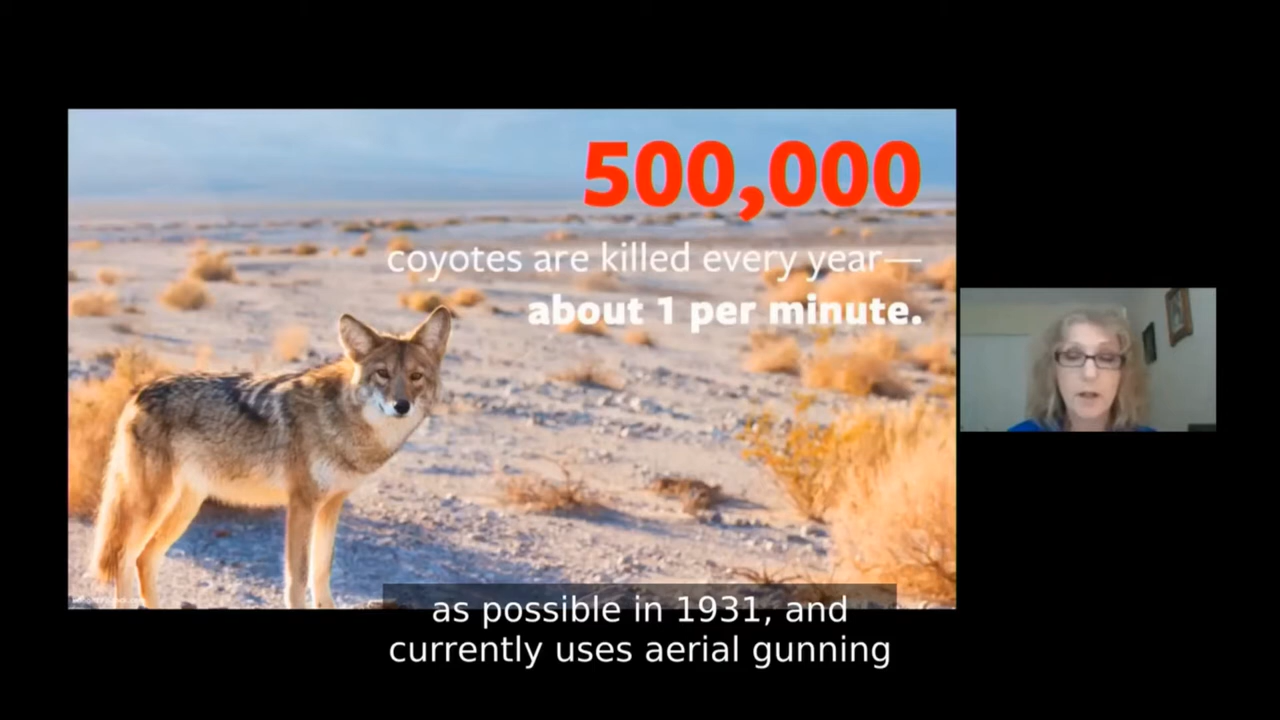 500,000
coyotes are killed every year—
about 1 per minute.
as possible in 1931, and
currently uses aerial gunning